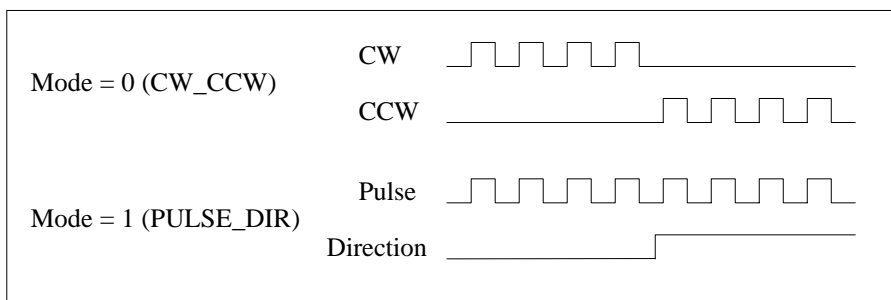 CW
Mode = 0 (CW_CCW)
CCW
Pulse
Mode = 1 (PULSE_DIR)
Direction